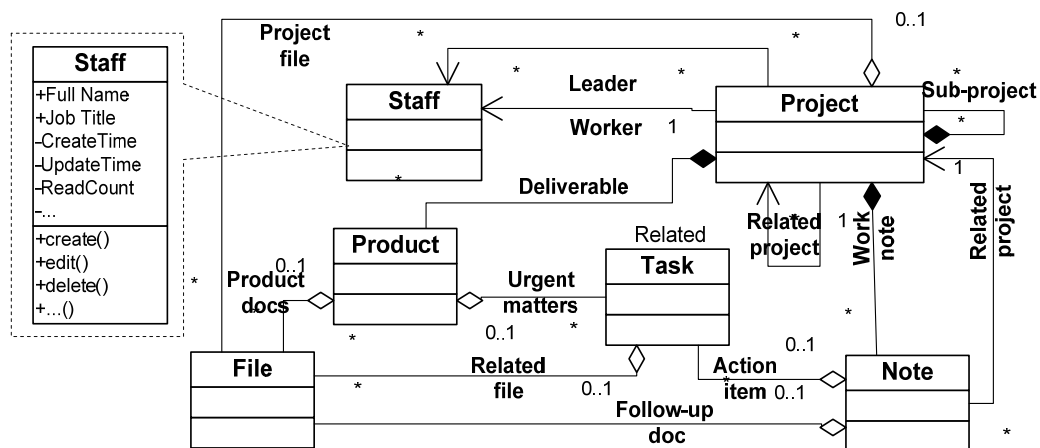 Staff
+Full Name
+Job Title
-CreateTime
-UpdateTime
-ReadCount
-...
+create()
+edit()
+delete()
+...()
Project
file
*
*
0..1
*
*
*
Staff
Leader
Worker
1
Project
Sub-project
*
*
Deliverable
1
Related
project
*
1
Work
note
Related
project
Product
0..1
Product
docs
*
*
Urgent
matters
0..1
*
*
Related
Task
*
0..1
File
*
Related
file
0..1
*
Action
item
0..1
Note
Follow-up
doc
*